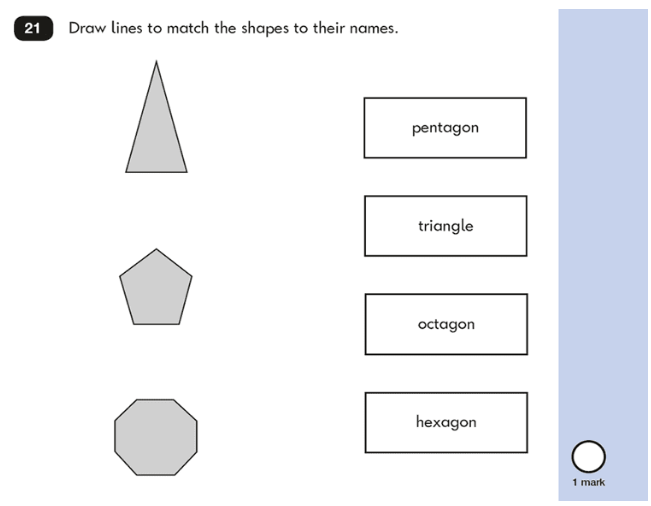 21 Draw lines to match the shapes to their names.
pentagon
triangle
octagon
hexagon
1 mark